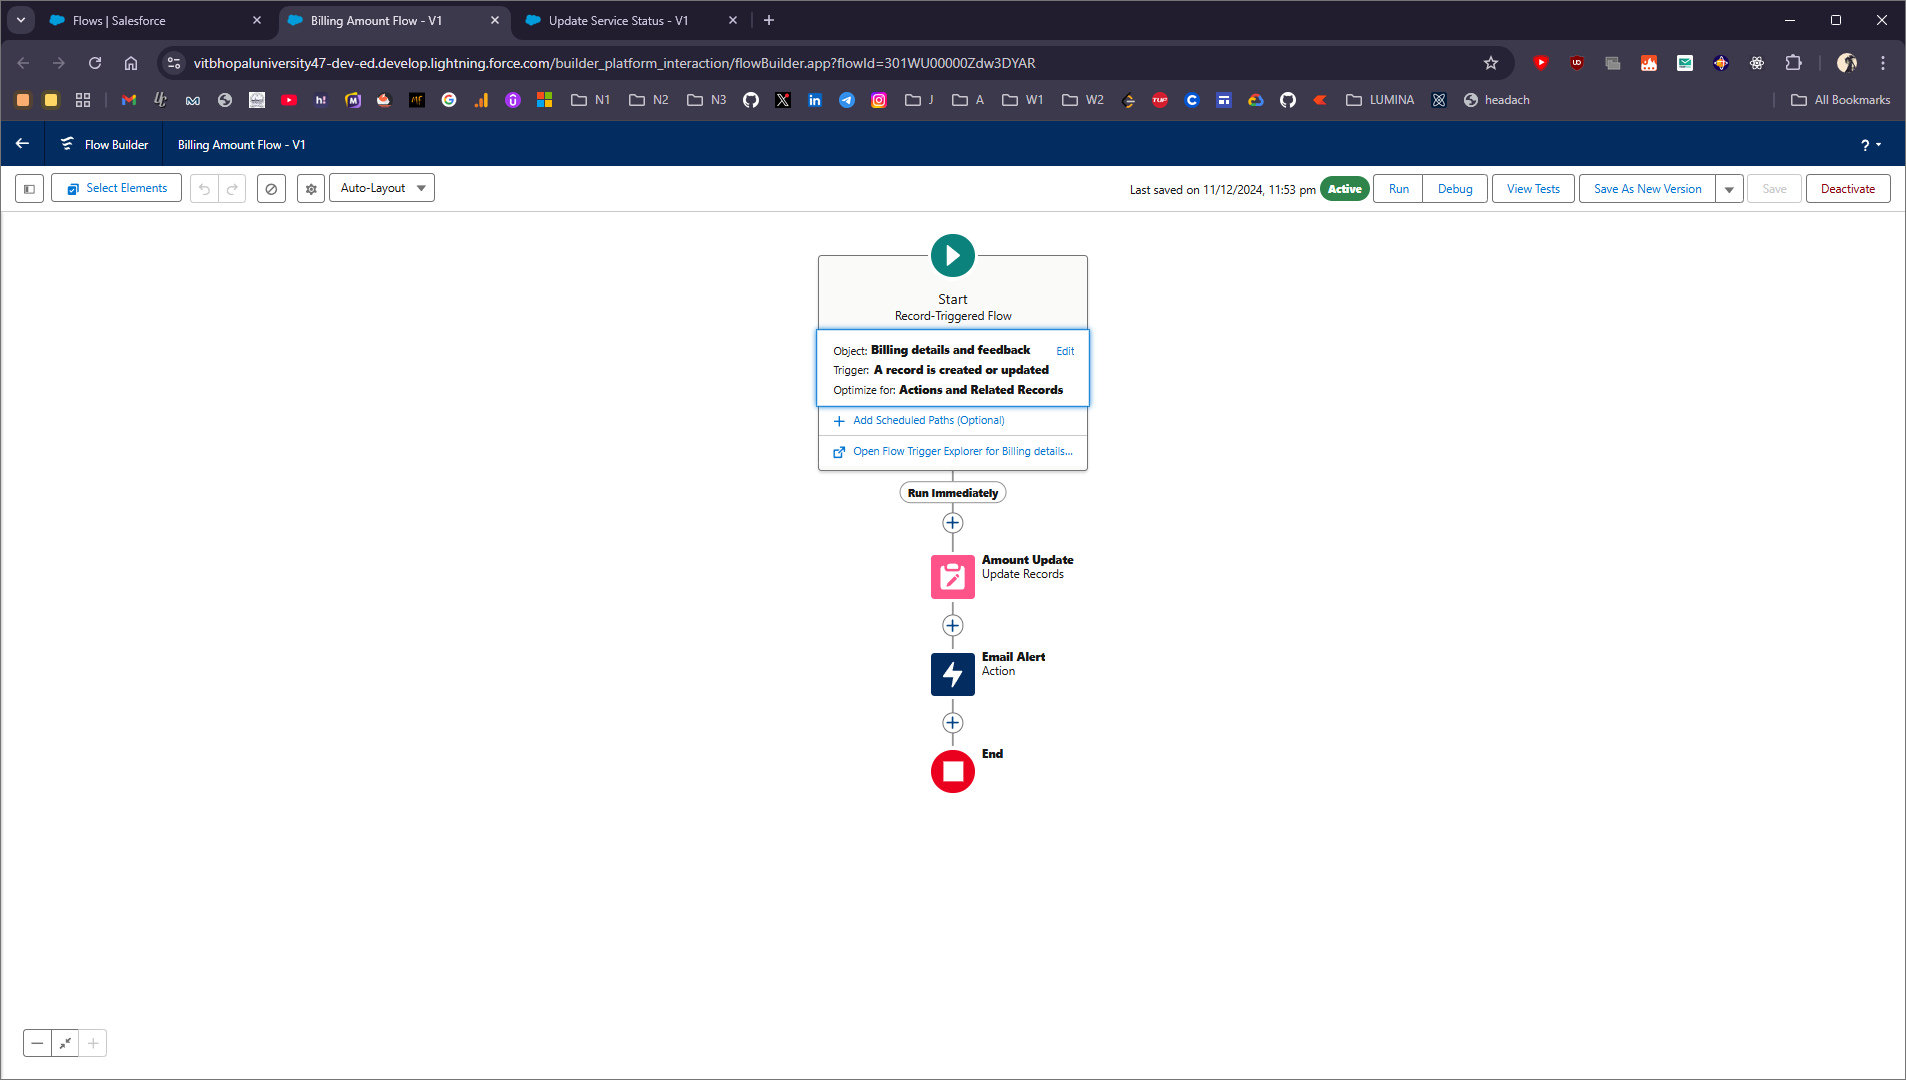 Flows | Salesforce
Billing Amount Flow - V1
Update Service Status - V1
vitbhopaluniversity47-dev-ed.develop.lightning.force.com/builder_platform_interaction/flowBuilder.app?flowId=301WU00000Zdw3DYAR
N1 N2 N3 J A W1 W2 TUF LUMINA headach All Bookmarks
Flow Builder Billing Amount Flow - V1 ?
Select Elements Auto-Layout Last saved on 11/12/2024, 11:53 pm Active Run Debug View Tests Save As New Version Save Deactivate
Start
Record-Triggered Flow
Object: Billing details and feedback Edit
Trigger: A record is created or updated
Optimize for: Actions and Related Records
Add Scheduled Paths (Optional)
Open Flow Trigger Explorer for Billing details...
Run Immediately
Amount Update
Update Records
Email Alert
Action
End